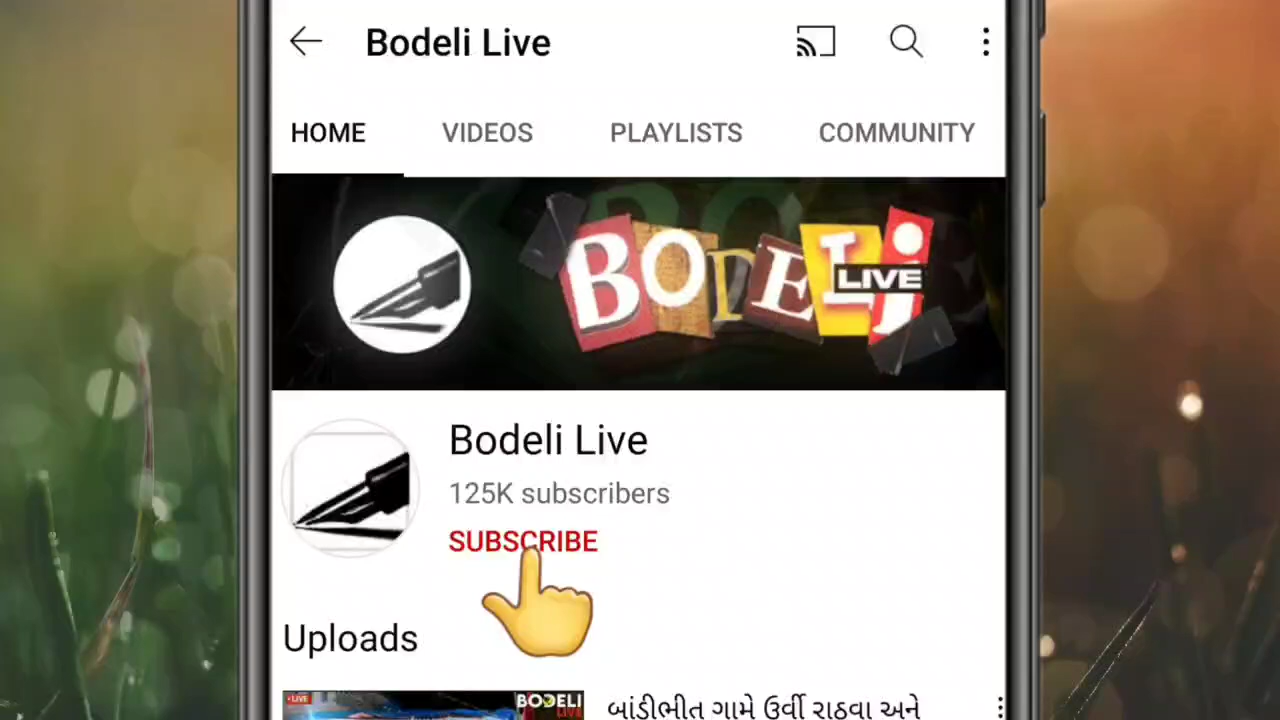 Bodeli Live
HOME VIDEOS PLAYLISTS COMMUNITY
BODELi
LIVE
Bodeli Live
125K subscribers
SUBSCRIBE
Uploads
LIVE
BODELI
LIVE
બાંડીભીત ગામે ઉર્વી રાઠવા અને